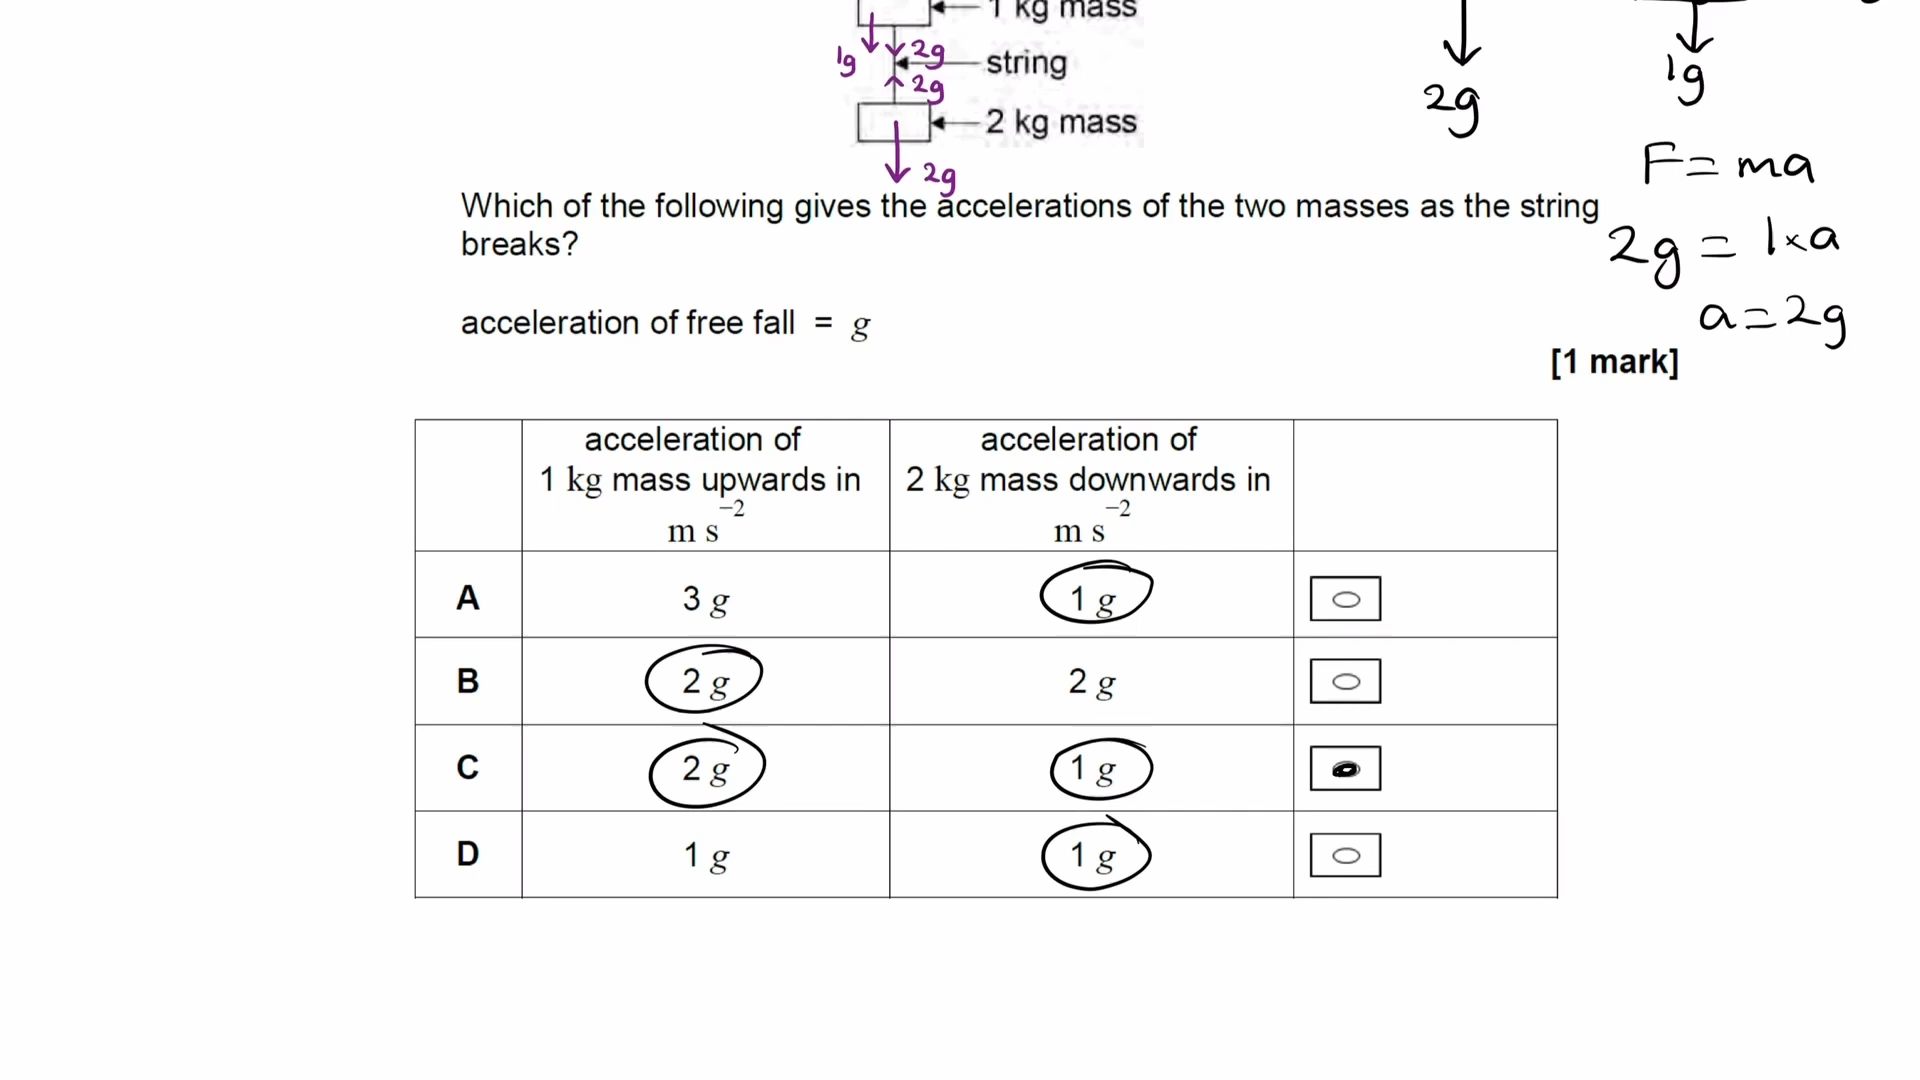 1 kg mass
1g
2g
string
2g
2 kg mass
2g
2g
1g
F = ma
2g = 1×a
a = 2g
Which of the following gives the accelerations of the two masses as the string
breaks?
acceleration of free fall = g
[1 mark]
acceleration of
1 kg mass upwards in
m s⁻²
acceleration of
2 kg mass downwards in
m s⁻²
A 3 g 1 g
B 2 g 2 g
C 2 g 1 g
D 1 g 1 g